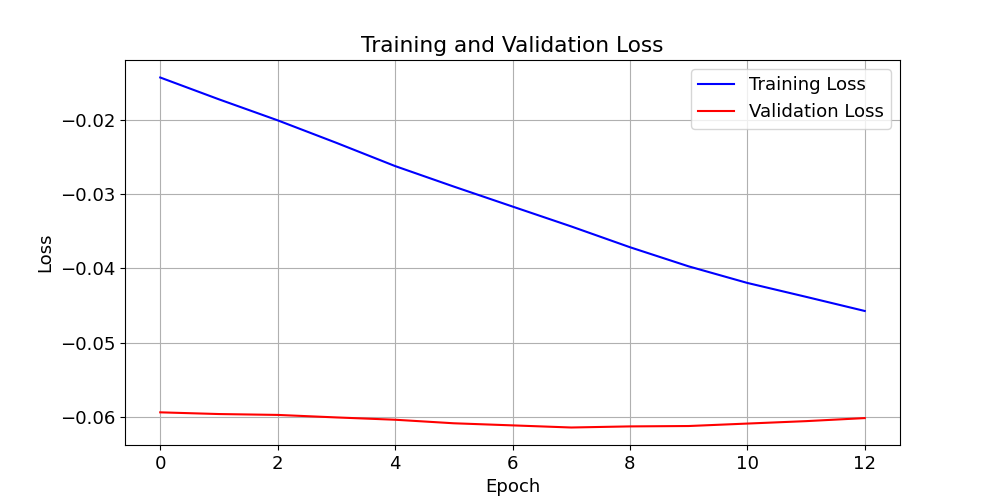 Training and Validation Loss
Training Loss
Validation Loss
−0.02
−0.03
−0.04
−0.05
−0.06
Loss
0 2 4 6 8 10 12
Epoch